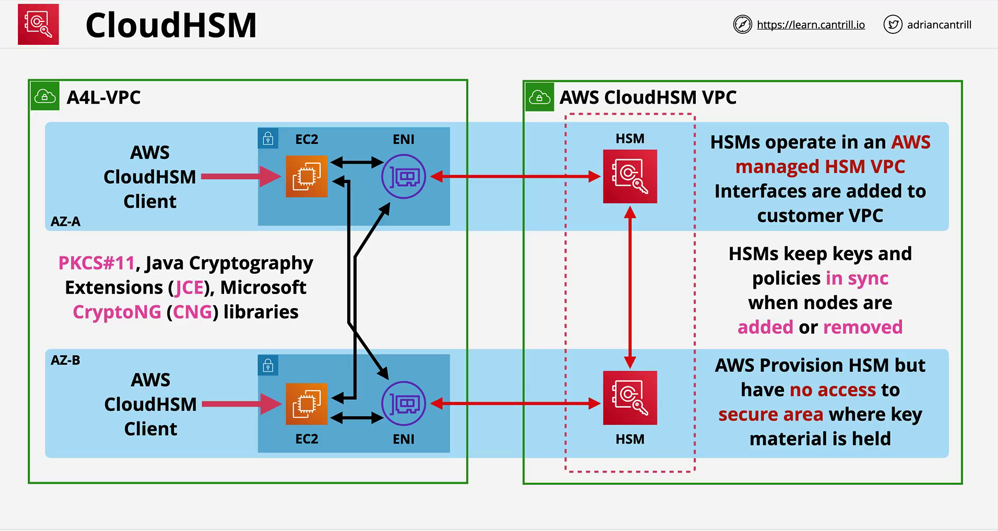 CloudHSM
https://learn.cantrill.io
adriancantrill
A4L-VPC
AWS
CloudHSM
Client
AZ-A
EC2
ENI
PKCS#11, Java Cryptography
Extensions (JCE), Microsoft
CryptoNG (CNG) libraries
AZ-B
AWS
CloudHSM
Client
EC2
ENI
AWS CloudHSM VPC
HSM
HSMs operate in an AWS
managed HSM VPC
Interfaces are added to
customer VPC
HSMs keep keys and
policies in sync
when nodes are
added or removed
HSM
AWS Provision HSM but
have no access to
secure area where key
material is held